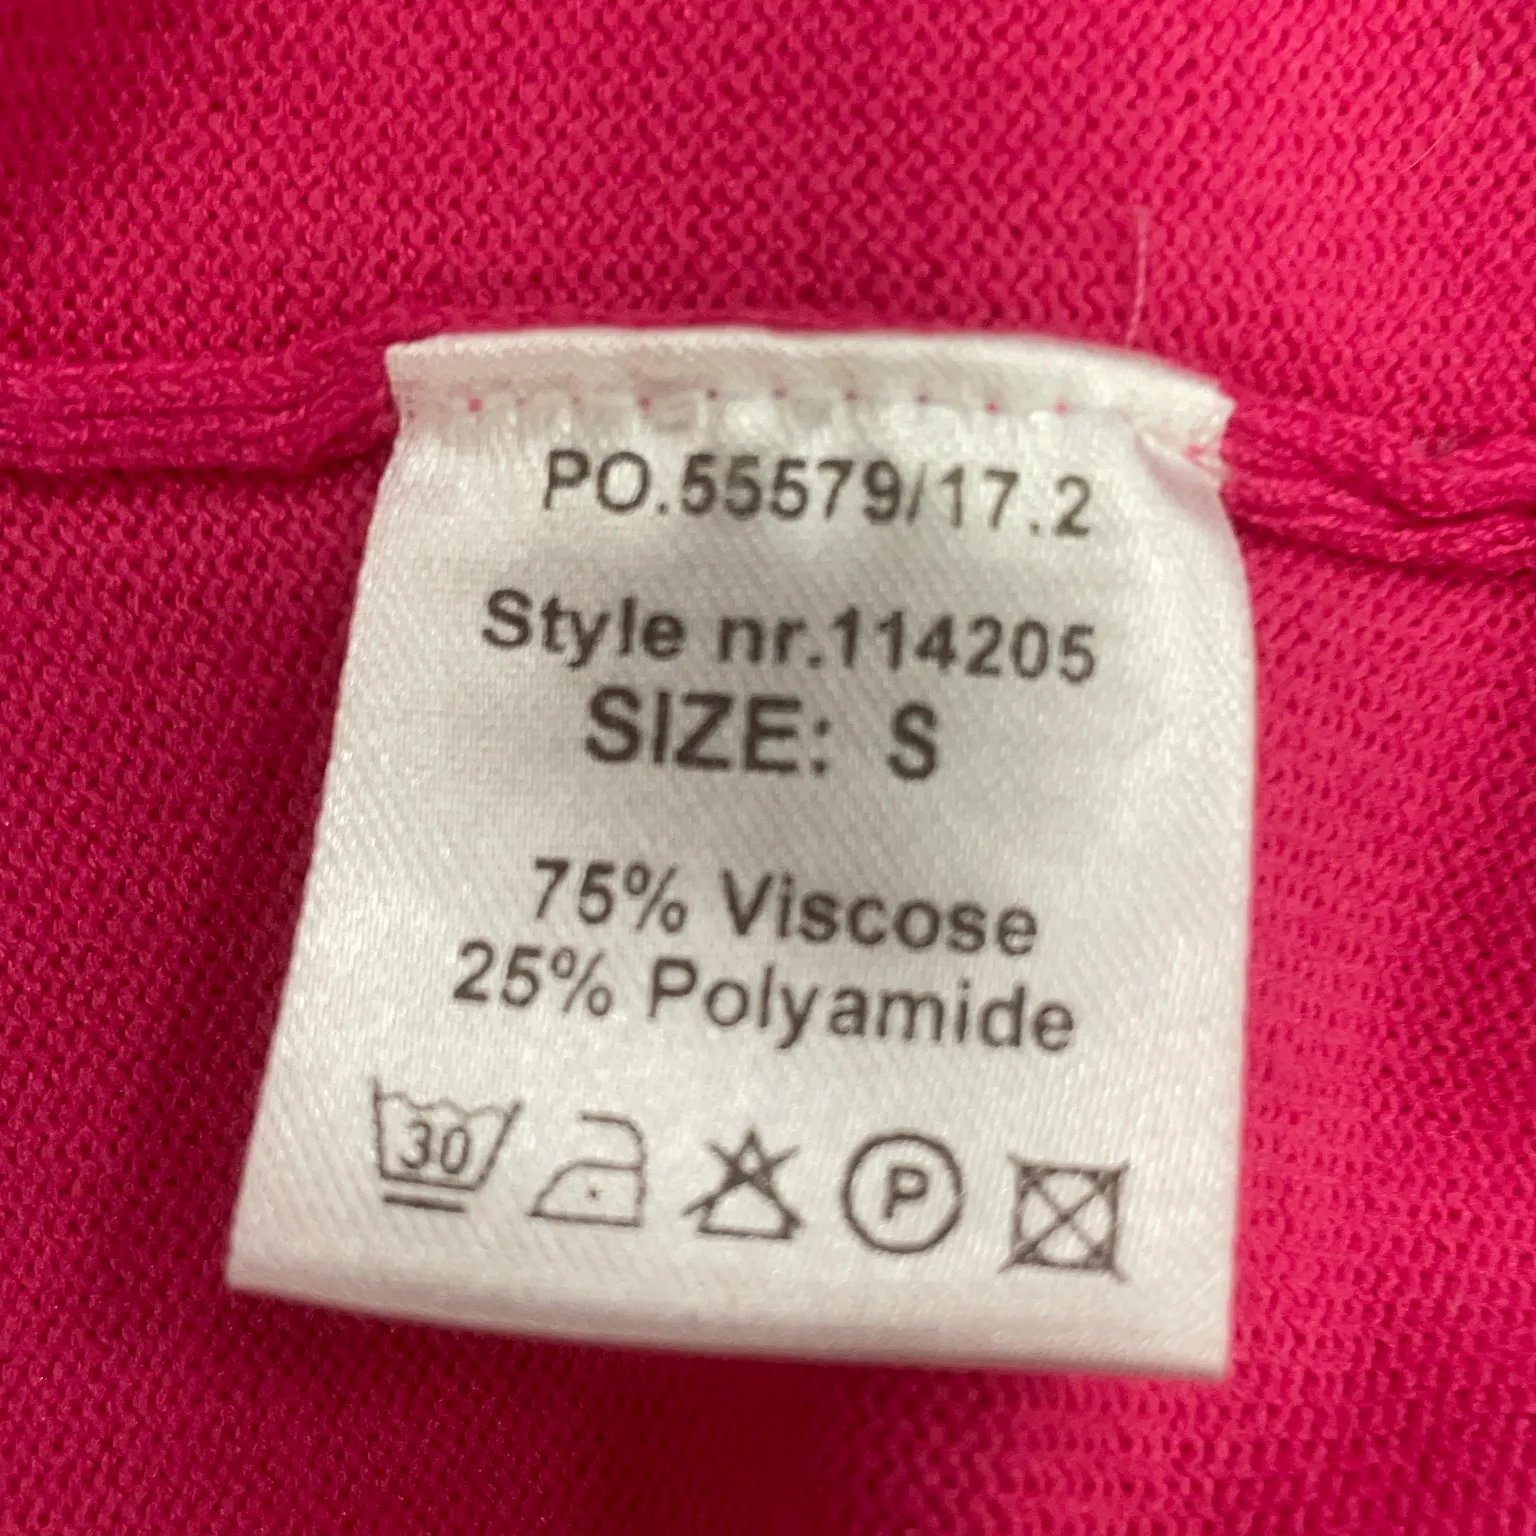 PO.55579/17.2
Style nr.114205
SIZE: S
75% Viscose
25% Polyamide
30 P